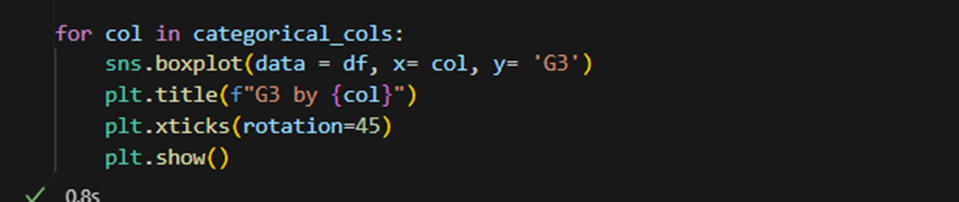 for col in categorical_cols:
    sns.boxplot(data = df, x= col, y= 'G3')
    plt.title(f"G3 by {col}")
    plt.xticks(rotation=45)
    plt.show()
✓ 0.8s